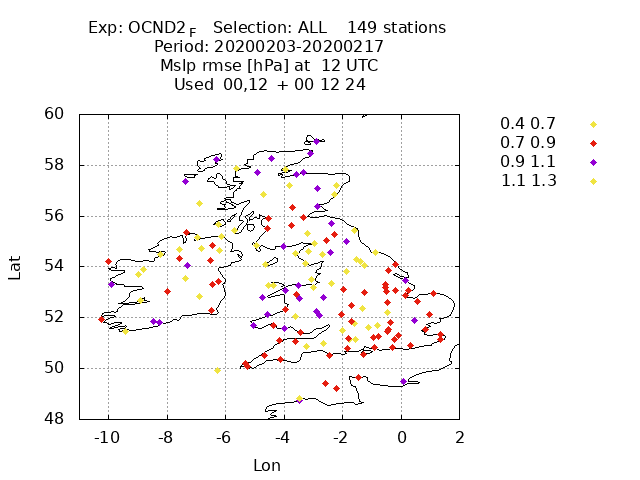 Exp: OCND2 F Selection: ALL 149 stations
Period: 20200203-20200217
Mslp rmse [hPa] at 12 UTC
Used 00,12 + 00 12 24
60
58
56
54
52
50
48
Lat
-10 -8 -6 -4 -2 0 2
Lon
0.4 0.7
0.7 0.9
0.9 1.1
1.1 1.3